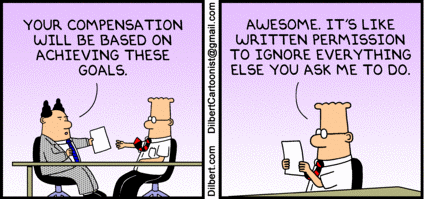 YOUR COMPENSATION
WILL BE BASED ON
ACHIEVING THESE
GOALS.
Dilbert.com DilbertCartoonist@gmail.com
AWESOME. IT'S LIKE
WRITTEN PERMISSION
TO IGNORE EVERYTHING
ELSE YOU ASK ME TO DO.